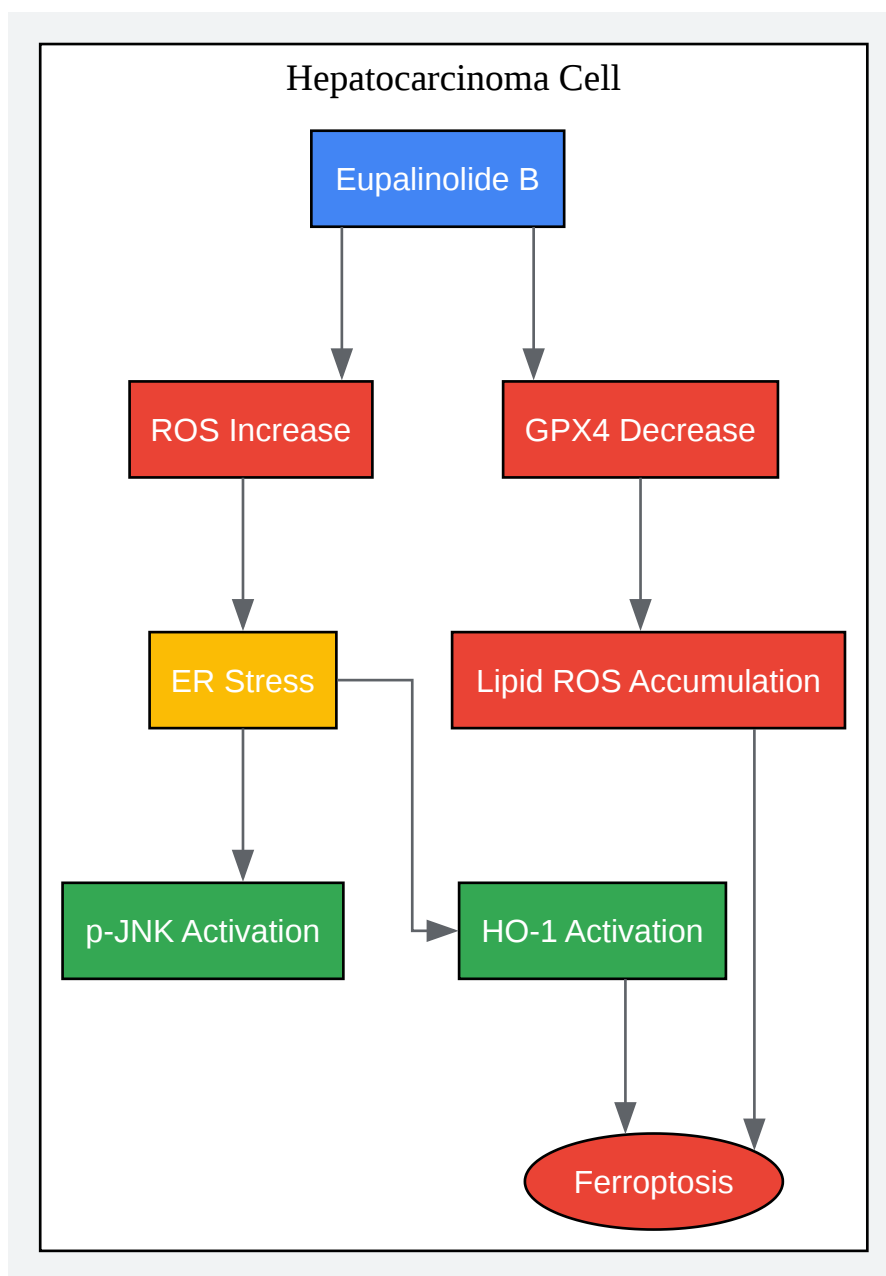 Hepatocarcinoma Cell
Eupalinolide B
ROS Increase
GPX4 Decrease
ER Stress
Lipid ROS Accumulation
p-JNK Activation
HO-1 Activation
Ferroptosis